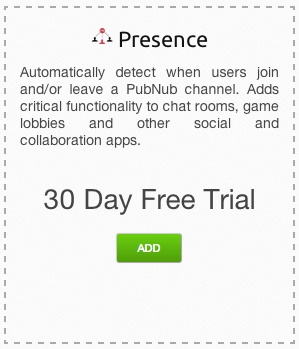 Presence
Automatically detect when users join
and/or leave a PubNub channel. Adds
critical functionality to chat rooms, game
lobbies and other social and
collaboration apps.
30 Day Free Trial
ADD